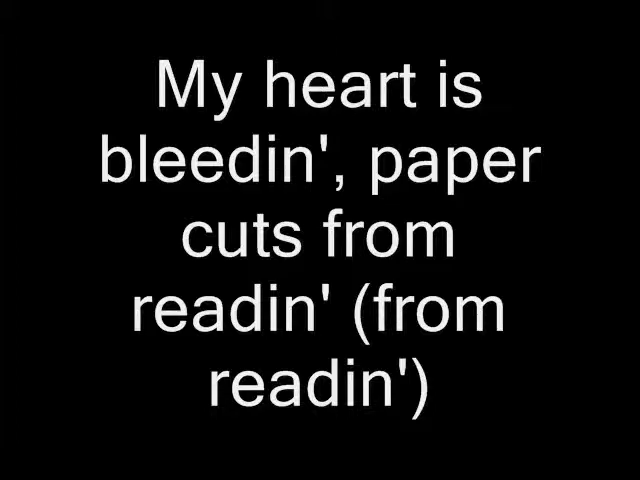 My heart is
bleedin', paper
cuts from
readin' (from
readin')